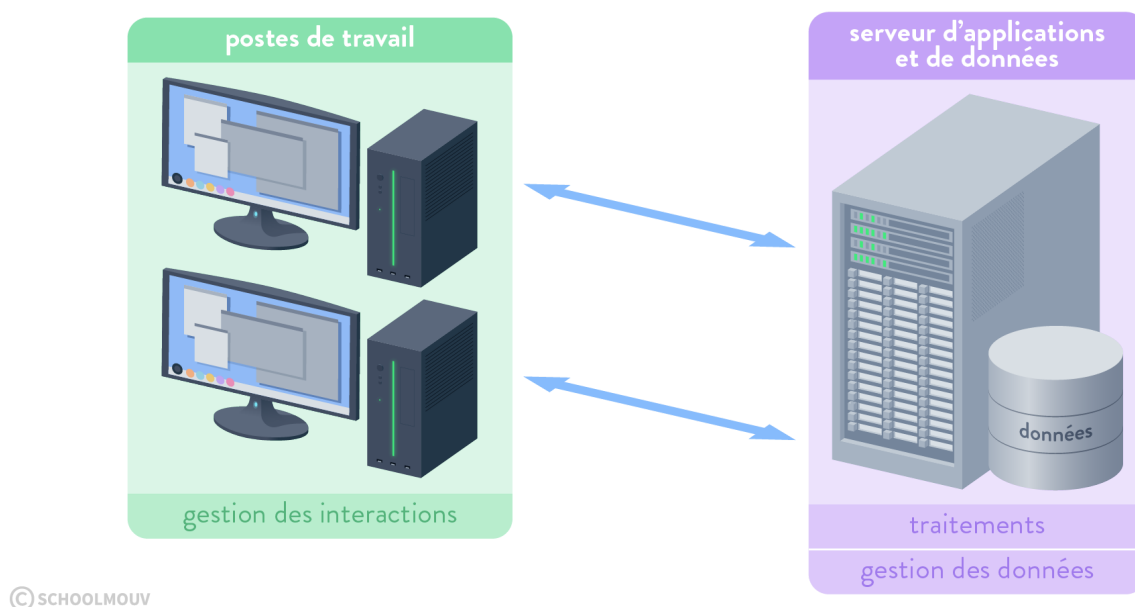 postes de travail
gestion des interactions
serveur d’applications
et de données
données
traitements
gestion des données
© SCHOOLMOUV